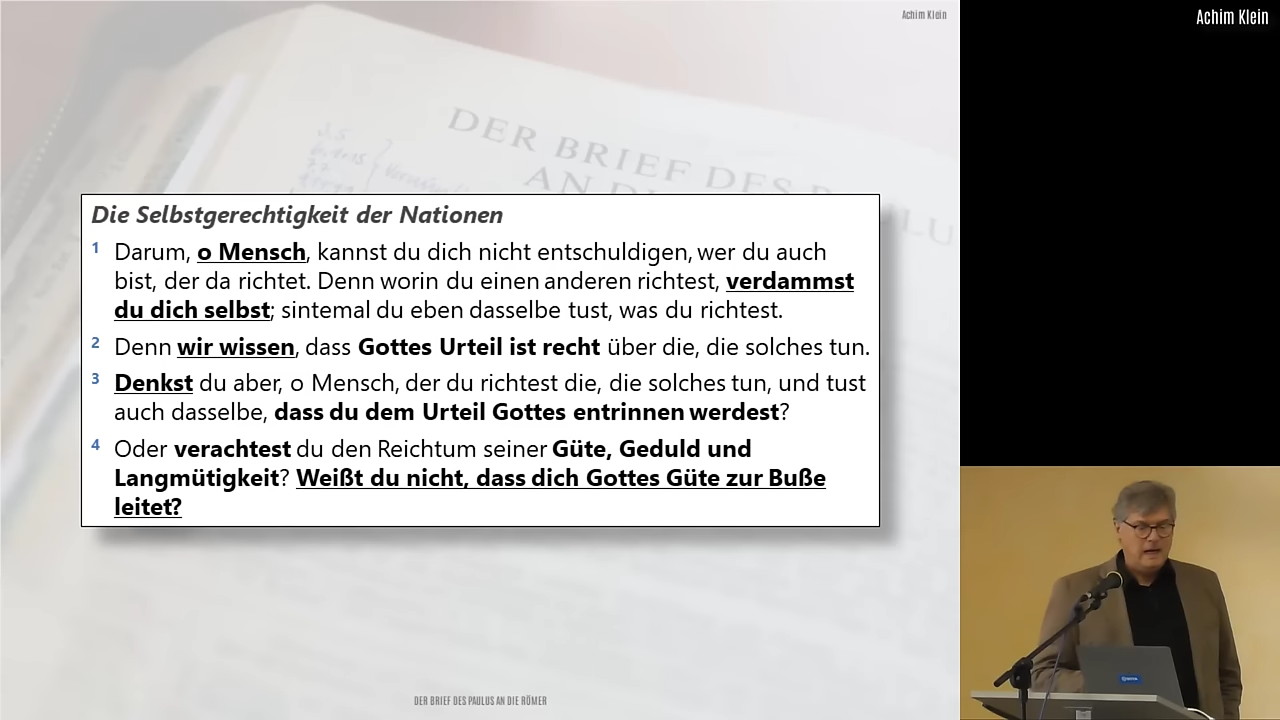 Achim Klein
Achim Klein
DER BRIEF DES P
AN D
LU
Die Selbstgerechtigkeit der Nationen
1 Darum, o Mensch, kannst du dich nicht entschuldigen, wer du auch
bist, der da richtet. Denn worin du einen anderen richtest, verdammst
du dich selbst; sintemal du eben dasselbe tust, was du richtest.
2 Denn wir wissen, dass Gottes Urteil ist recht über die, die solches tun.
3 Denkst du aber, o Mensch, der du richtest die, die solches tun, und tust
auch dasselbe, dass du dem Urteil Gottes entrinnen werdest?
4 Oder verachtest du den Reichtum seiner Güte, Geduld und
Langmütigkeit? Weißt du nicht, dass dich Gottes Güte zur Buße
leitet?
DER BRIEF DES PAULUS AN DIE RÖMER